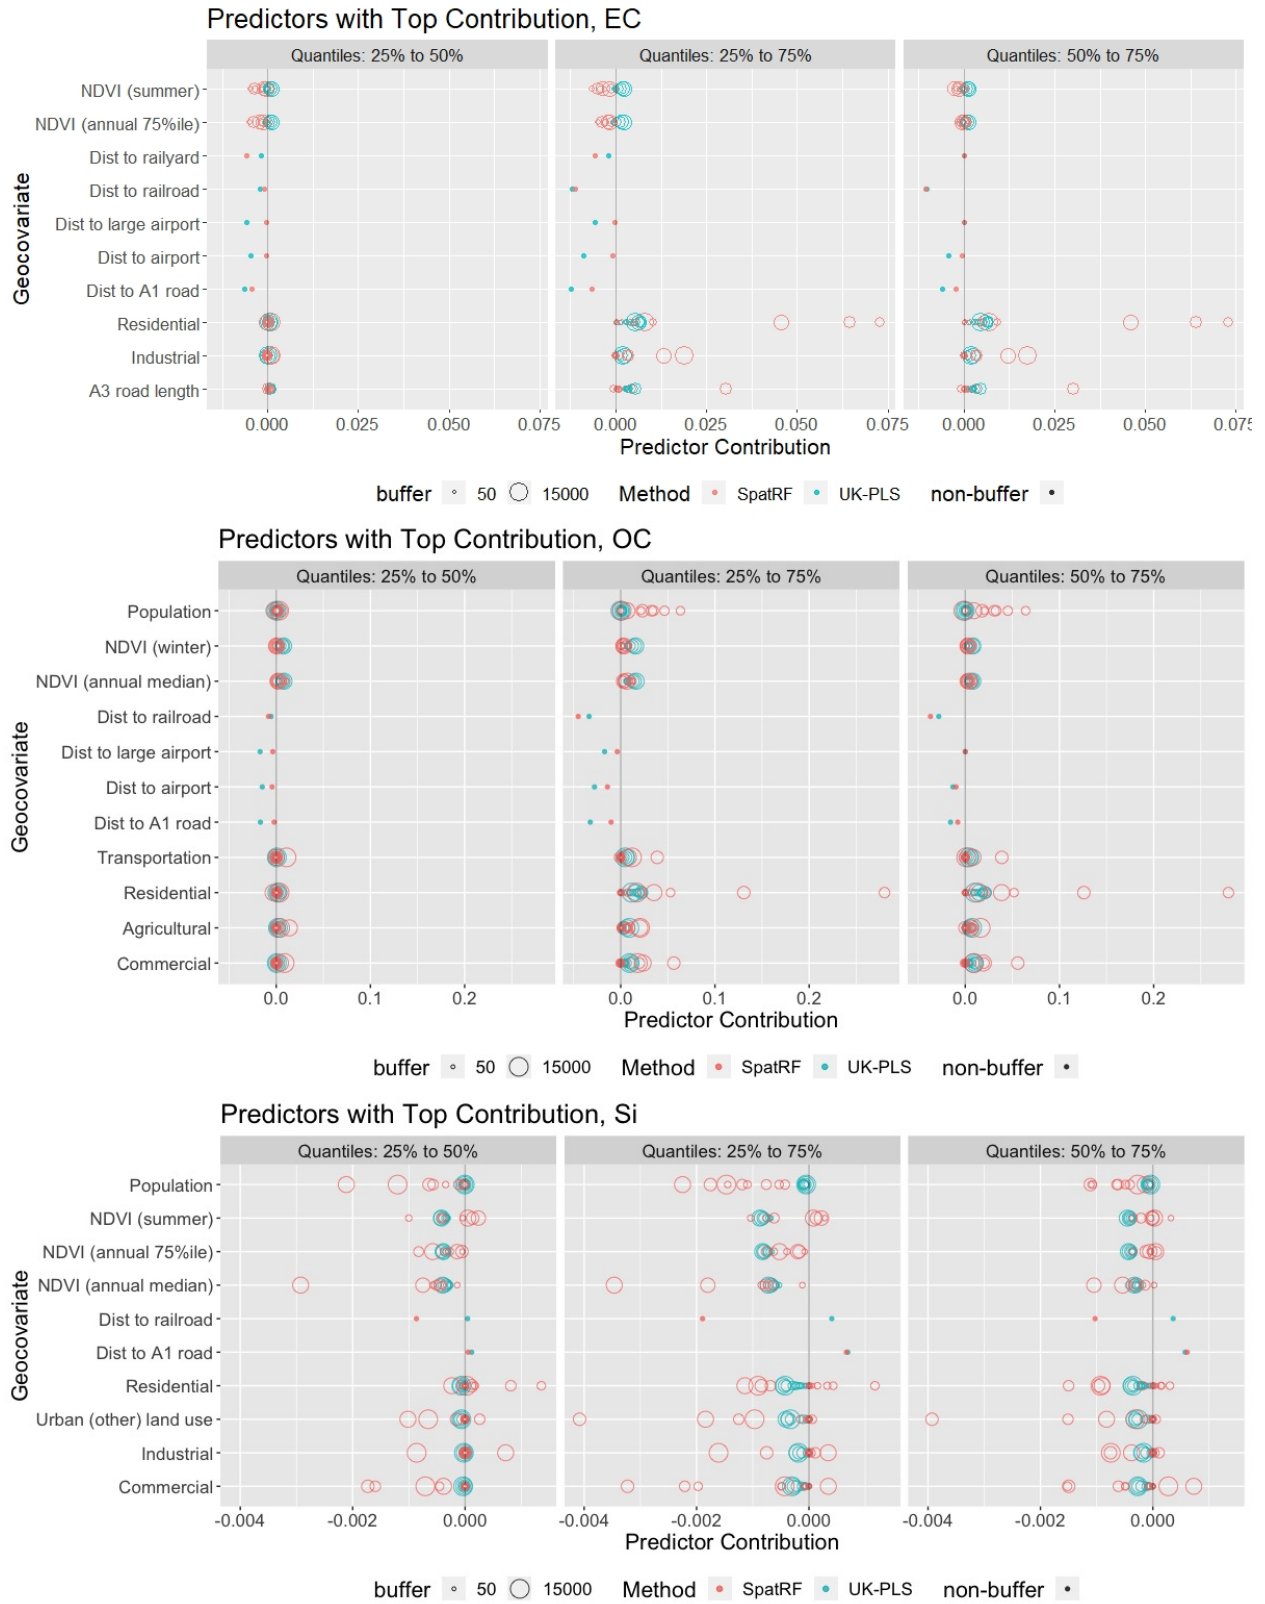 Predictors with Top Contribution, EC
Quantiles: 25% to 50%
Quantiles: 25% to 75%
Quantiles: 50% to 75%
Geocovariate
NDVI (summer)
NDVI (annual 75%ile)
Dist to railyard
Dist to railroad
Dist to large airport
Dist to airport
Dist to A1 road
Residential
Industrial
A3 road length
0.000 0.025 0.050 0.075 0.000 0.025 0.050 0.075 0.000 0.025 0.050 0.075
Predictor Contribution
buffer 50 15000 Method SpatRF UK-PLS non-buffer
Predictors with Top Contribution, OC
Quantiles: 25% to 50%
Quantiles: 25% to 75%
Quantiles: 50% to 75%
Geocovariate
Population
NDVI (winter)
NDVI (annual median)
Dist to railroad
Dist to large airport
Dist to airport
Dist to A1 road
Transportation
Residential
Agricultural
Commercial
0.0 0.1 0.2 0.0 0.1 0.2 0.0 0.1 0.2
Predictor Contribution
buffer 50 15000 Method SpatRF UK-PLS non-buffer
Predictors with Top Contribution, Si
Quantiles: 25% to 50%
Quantiles: 25% to 75%
Quantiles: 50% to 75%
Geocovariate
Population
NDVI (summer)
NDVI (annual 75%ile)
NDVI (annual median)
Dist to railroad
Dist to A1 road
Residential
Urban (other) land use
Industrial
Commercial
-0.004 -0.002 0.000 -0.004 -0.002 0.000 -0.004 -0.002 0.000
Predictor Contribution
buffer 50 15000 Method SpatRF UK-PLS non-buffer